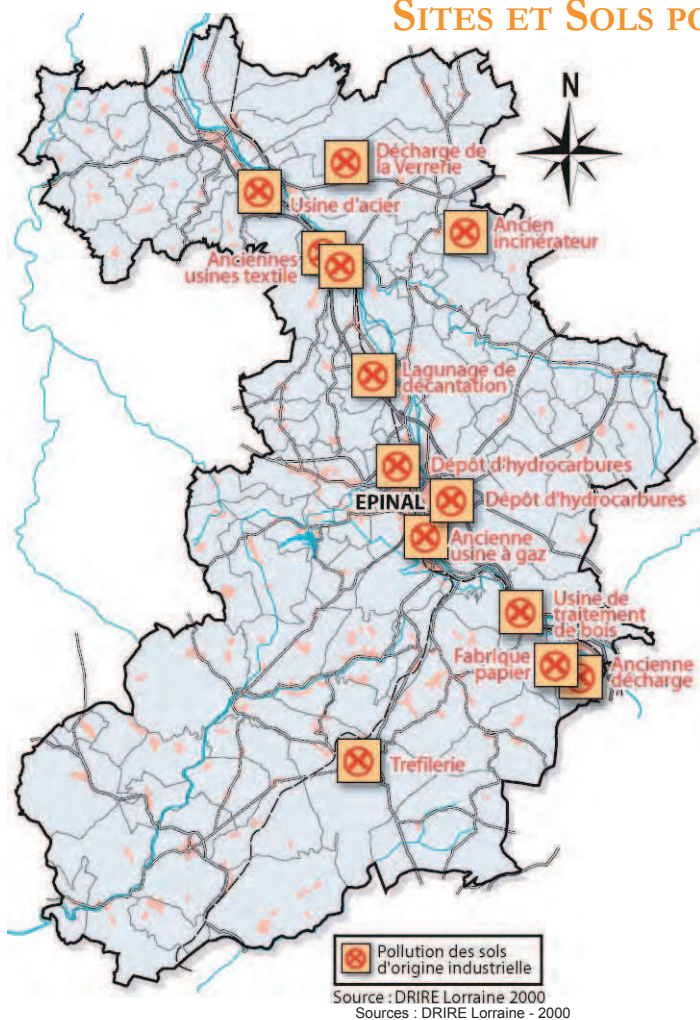 SITES ET SOLS PO
N
Décharge de
la Verrerie
Usine d'acier
Ancien
incinérateur
Anciennes
usines textile
Lagunage de
décantation
Dépôt d'hydrocarbures
EPINAL
Dépôt d'hydrocarbures
Ancienne
usine à gaz
Usine de
traitement
de bois
Fabrique
papier
Ancienne
décharge
Trefilerie
Pollution des sols
d'origine industrielle
Source : DRIRE Lorraine 2000
Sources : DRIRE Lorraine - 2000